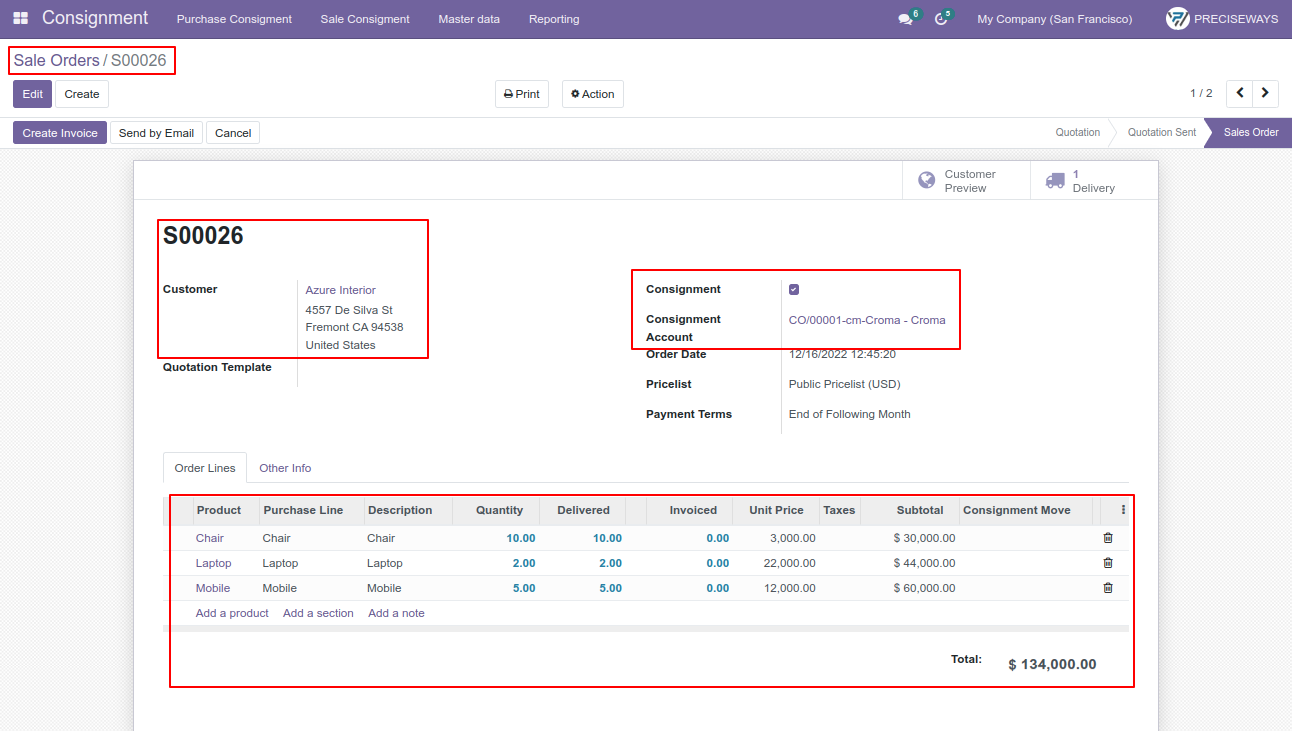 Consignment Purchase Consigment Sale Consigment Master data Reporting 6 5 My Company (San Francisco) PRECISEWAYS
Sale Orders / S00026
Edit Create Print Action 1 / 2
Create Invoice Send by Email Cancel Quotation Quotation Sent Sales Order
Customer Preview 1 Delivery
S00026
Customer Azure Interior
4557 De Silva St
Fremont CA 94538
United States
Quotation Template
Consignment
Consignment Account CO/00001-cm-Croma - Croma
Order Date 12/16/2022 12:45:20
Pricelist Public Pricelist (USD)
Payment Terms End of Following Month
Order Lines Other Info
Product Purchase Line Description Quantity Delivered Invoiced Unit Price Taxes Subtotal Consignment Move
Chair Chair Chair 10.00 10.00 0.00 3,000.00 $ 30,000.00
Laptop Laptop Laptop 2.00 2.00 0.00 22,000.00 $ 44,000.00
Mobile Mobile Mobile 5.00 5.00 0.00 12,000.00 $ 60,000.00
Add a product Add a section Add a note
Total: $ 134,000.00